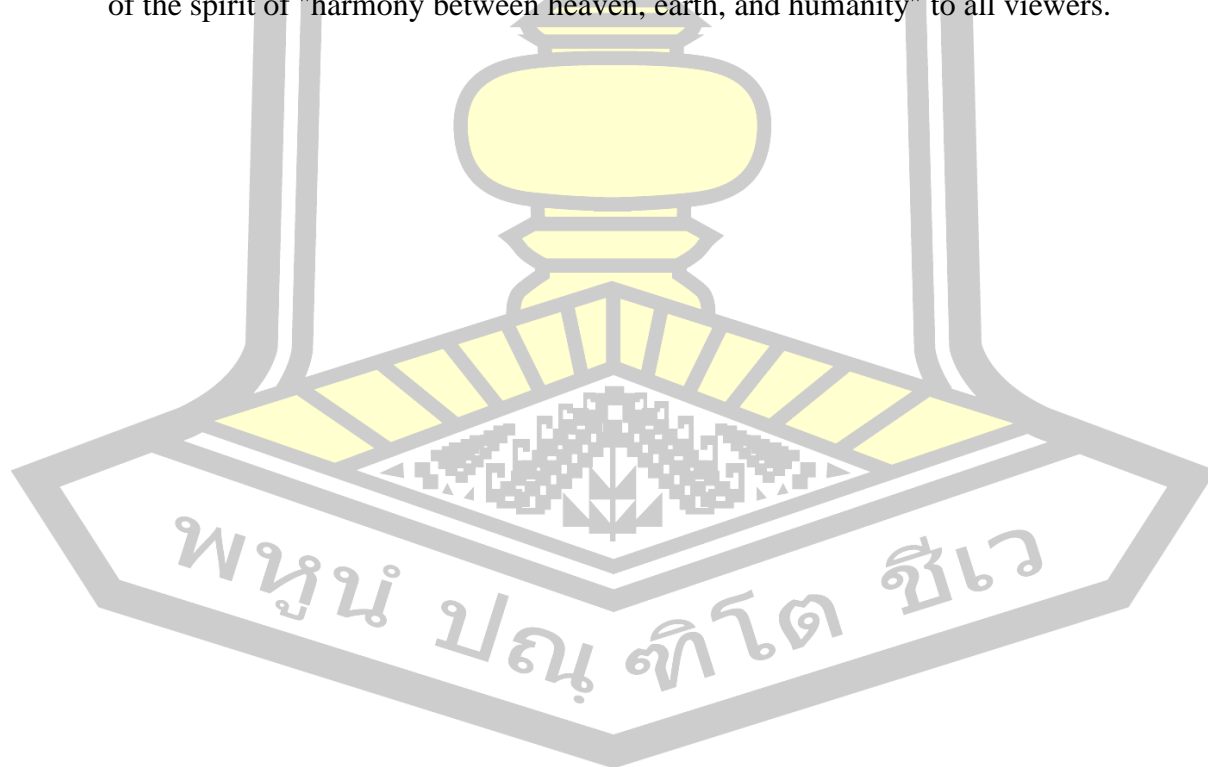 of the spirit of "harmony between heaven, earth, and humanity" to all viewers.
พหูนํ ปณฺฑิโต ชีเว